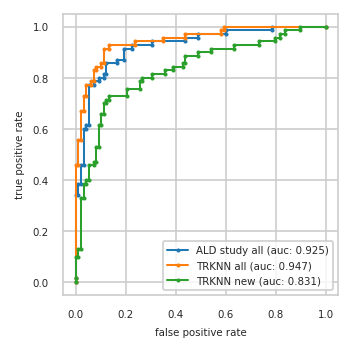 1.0
0.8
0.6
0.4
0.2
0.0
true positive rate
ALD study all (auc: 0.925)
TRKNN all (auc: 0.947)
TRKNN new (auc: 0.831)
0.0 0.2 0.4 0.6 0.8 1.0
false positive rate